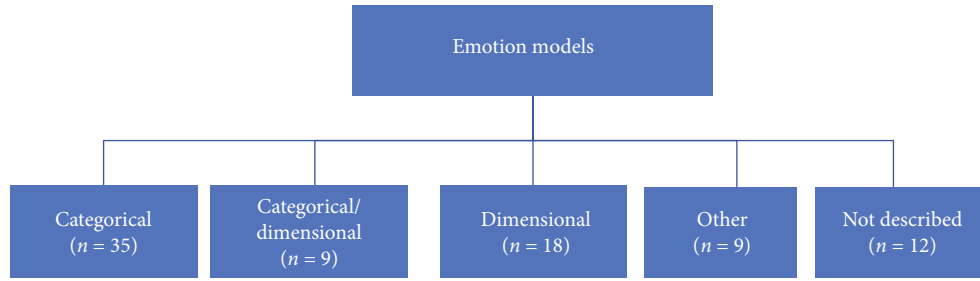 Emotion models
Categorical
(n = 35)
Categorical/
dimensional
(n = 9)
Dimensional
(n = 18)
Other
(n = 9)
Not described
(n = 12)